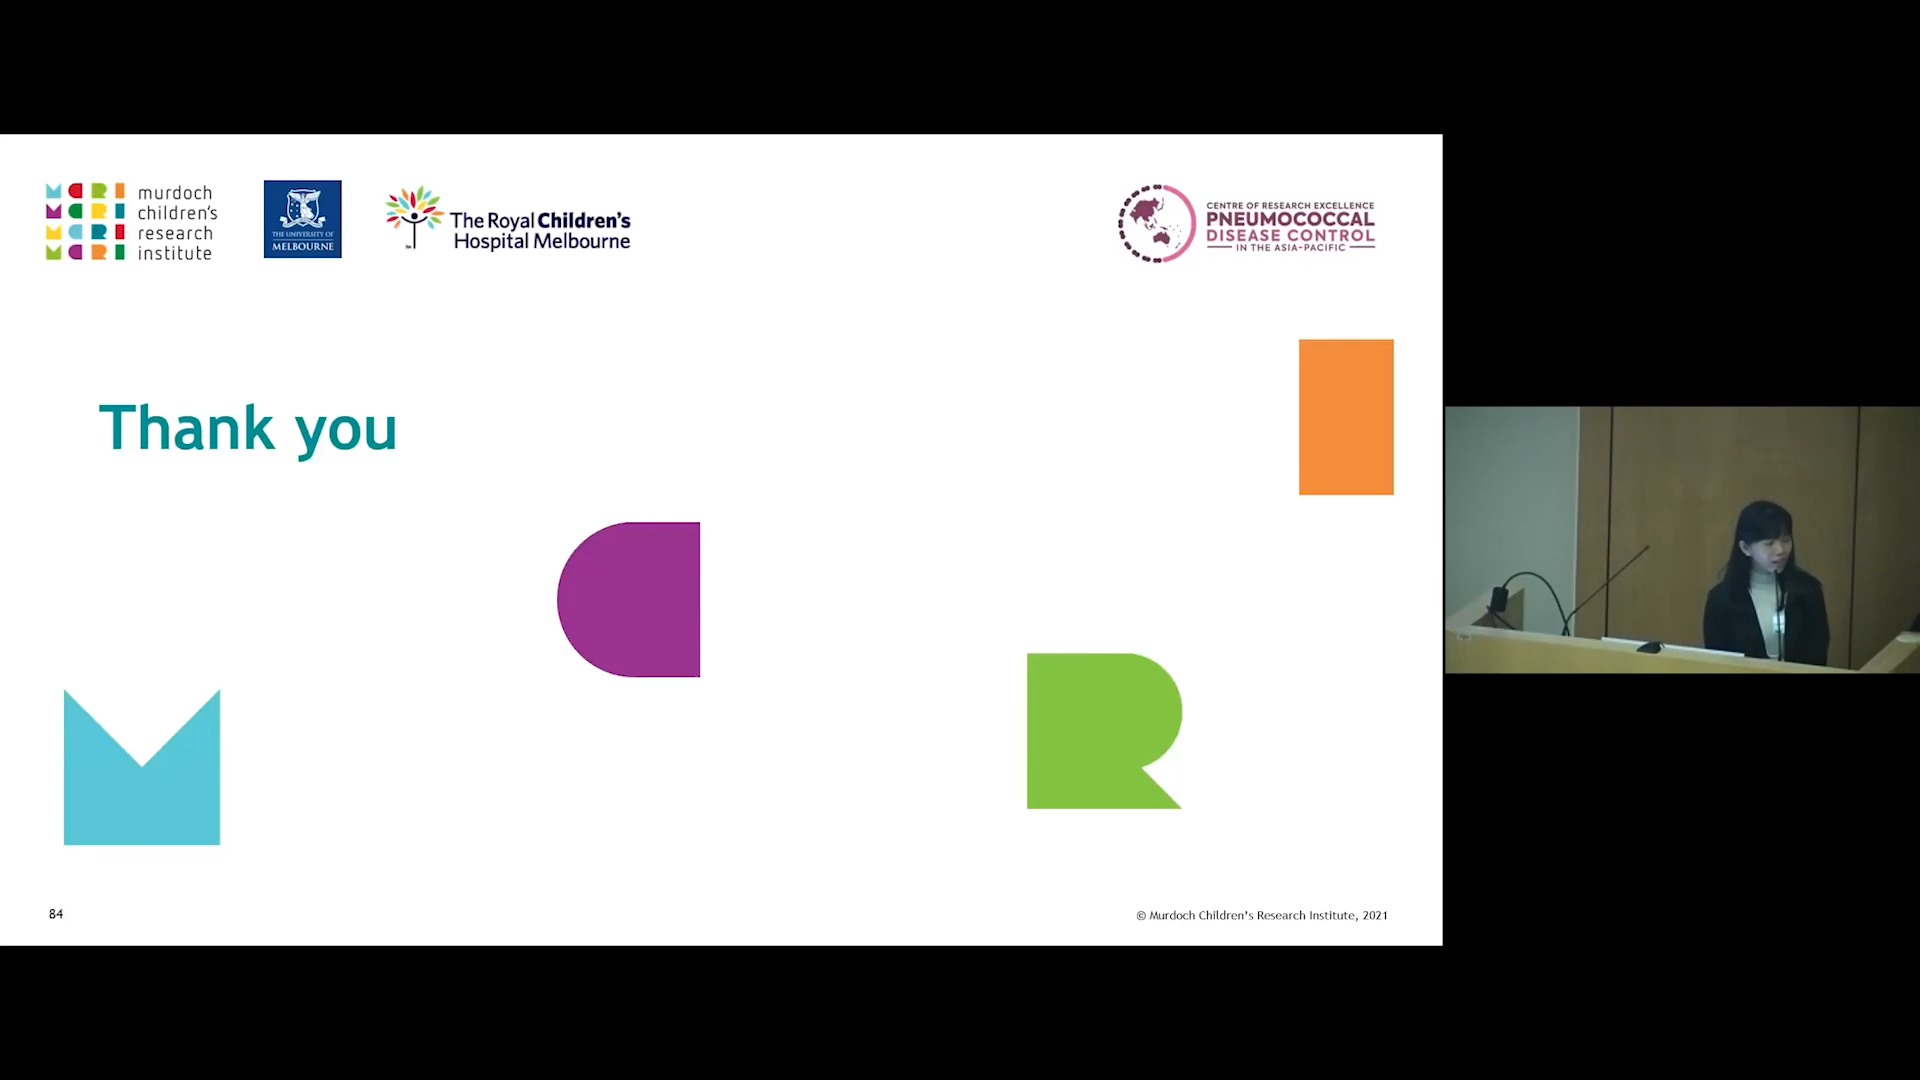 murdoch
children's
research
institute
THE UNIVERSITY OF
MELBOURNE
The Royal Children's
Hospital Melbourne
CENTRE OF RESEARCH EXCELLENCE
PNEUMOCOCCAL
DISEASE CONTROL
IN THE ASIA-PACIFIC
Thank you
84
© Murdoch Children's Research Institute, 2021